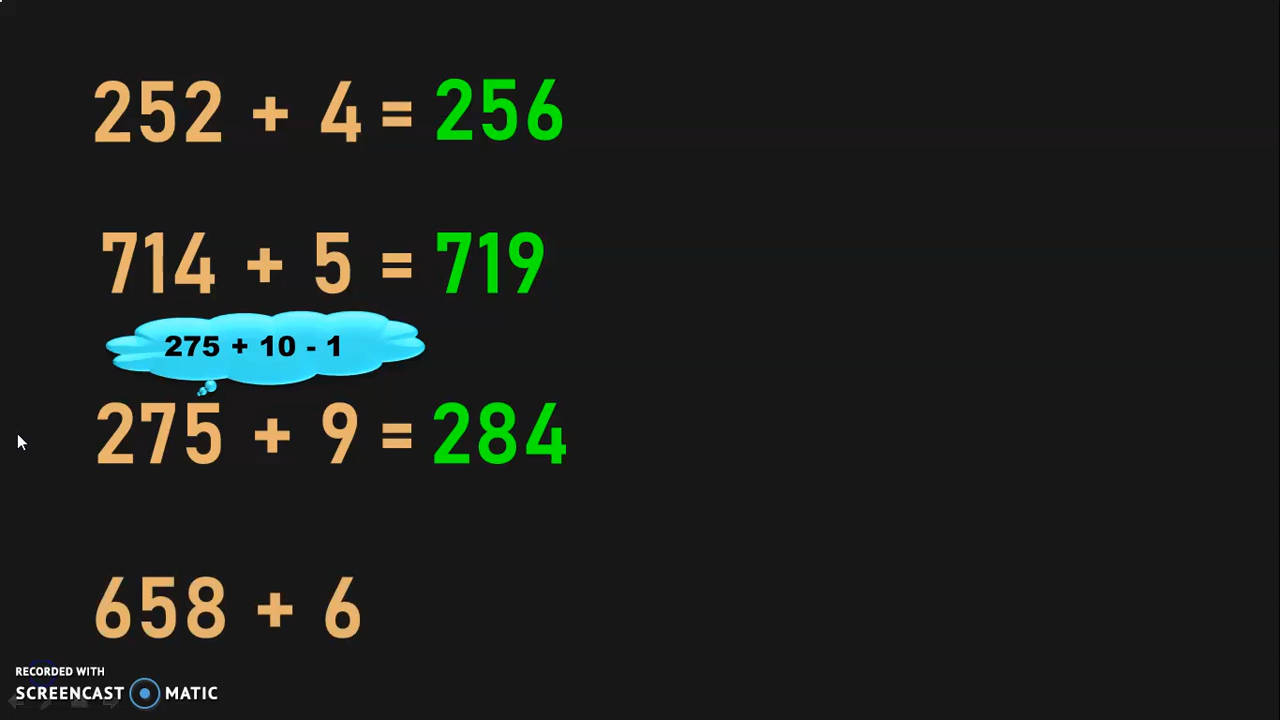 252 + 4 = 256
714 + 5 = 719
275 + 10 - 1
275 + 9 = 284
658 + 6
RECORDED WITH
SCREENCAST MATIC